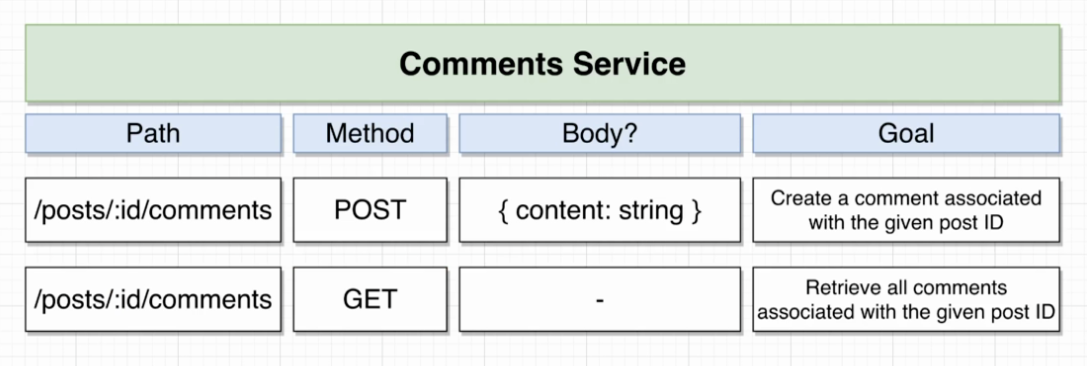 Comments Service
Path Method Body? Goal
/posts/:id/comments POST { content: string } Create a comment associated
with the given post ID
/posts/:id/comments GET - Retrieve all comments
associated with the given post ID